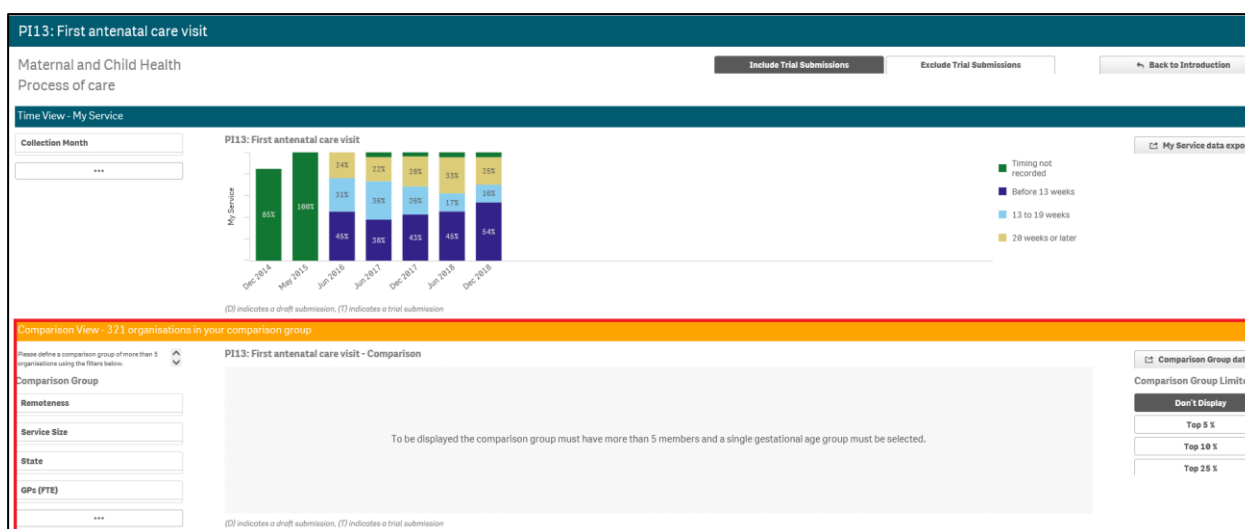 PI13: First antenatal care visit
Maternal and Child Health
Process of care
Include Trial Submissions
Exclude Trial Submissions
Back to Introduction
Time View - My Service
Collection Month
...
PI13: First antenatal care visit
My Service data expo
My Service
86%
100%
24%
31%
45%
22%
36%
38%
28%
26%
43%
33%
17%
46%
25%
16%
54%
Dec 2014
May 2015
Jun 2016
Jun 2017
Dec 2017
Jun 2018
Dec 2018
Timing not
recorded
Before 13 weeks
13 to 19 weeks
20 weeks or later
(D) indicates a draft submission, (T) indicates a trial submission
Comparison View - 321 organisations in your comparison group
Please define a comparison group of more than 5
organisations using the filters below.
Comparison Group
Remoteness
Service Size
State
GPs (FTE)
...
PI13: First antenatal care visit - Comparison
To be displayed the comparison group must have more than 5 members and a single gestational age group must be selected.
(D) indicates a draft submission, (T) indicates a trial submission
Comparison Group dat
Comparison Group Limite
Don't Display
Top 5 %
Top 10 %
Top 25 %